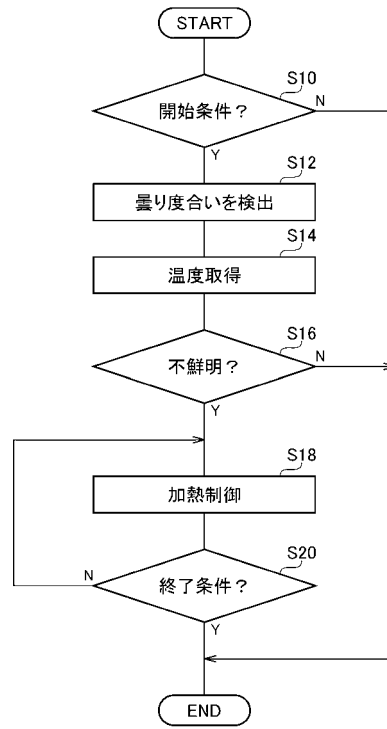 START
S10
開始条件?
N
Y
S12
曇り度合いを検出
S14
温度取得
S16
不鮮明?
N
Y
S18
加熱制御
S20
N
終了条件?
Y
END